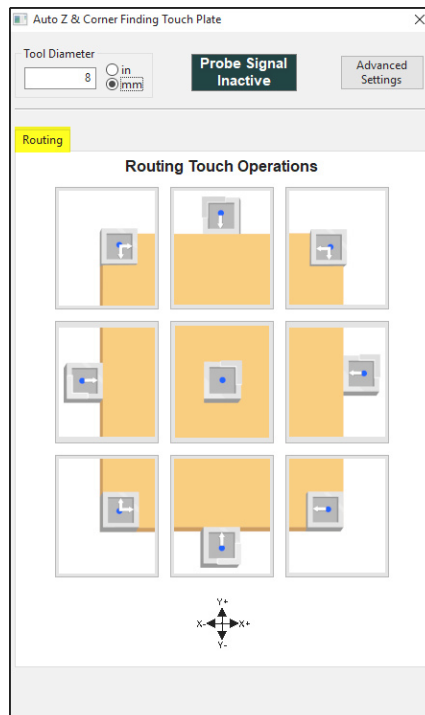 Auto Z & Corner Finding Touch Plate
Tool Diameter
8
in
mm
Probe Signal
Inactive
Advanced
Settings
Routing
Routing Touch Operations
Y+
X-
X+
Y-